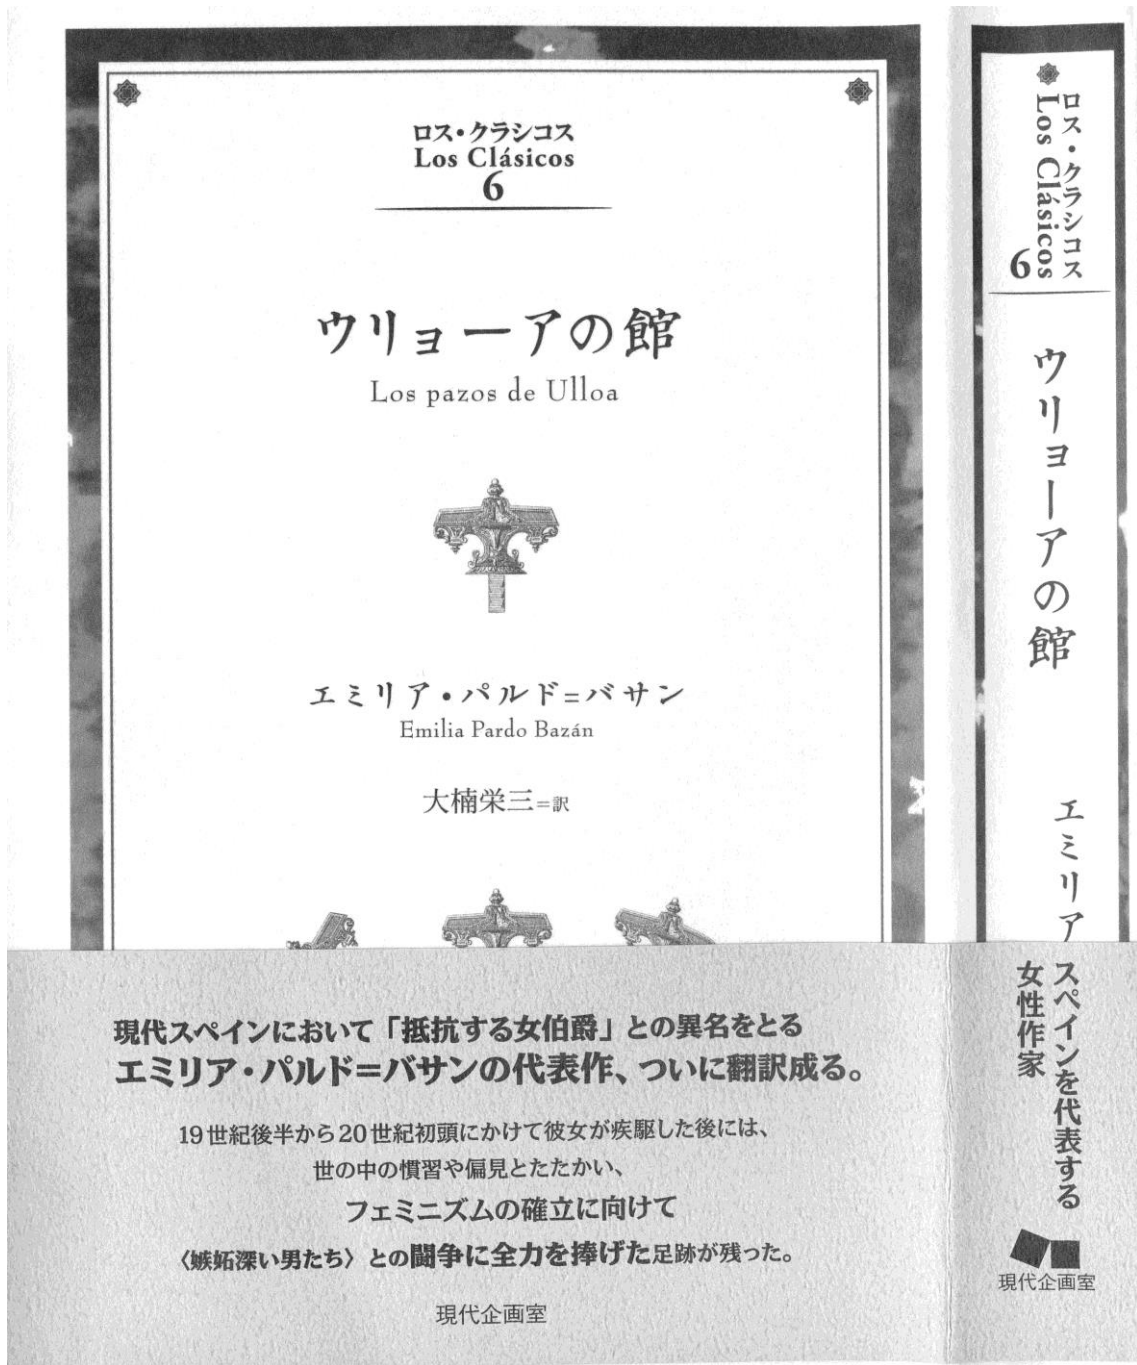 ロス・クラシコス
Los Clásicos
6
ウリョーアの館
Los pazos de Ulloa
エミリア・パルド=バサン
Emilia Pardo Bazán
大楠栄三=訳
現代スペインにおいて「抵抗する女伯爵」との異名をとる
エミリア・パルド=バサンの代表作、ついに翻訳成る。
19世紀後半から20世紀初頭にかけて彼女が疾駆した後には、
世の中の慣習や偏見とたたかい、
フェミニズムの確立に向けて
〈嫉妬深い男たち〉との闘争に全力を捧げた足跡が残った。
現代企画室
ロス・クラシコス
Los Clásicos
6
ウリョーアの館
エミリア
スペインを代表する
女性作家
現代企画室